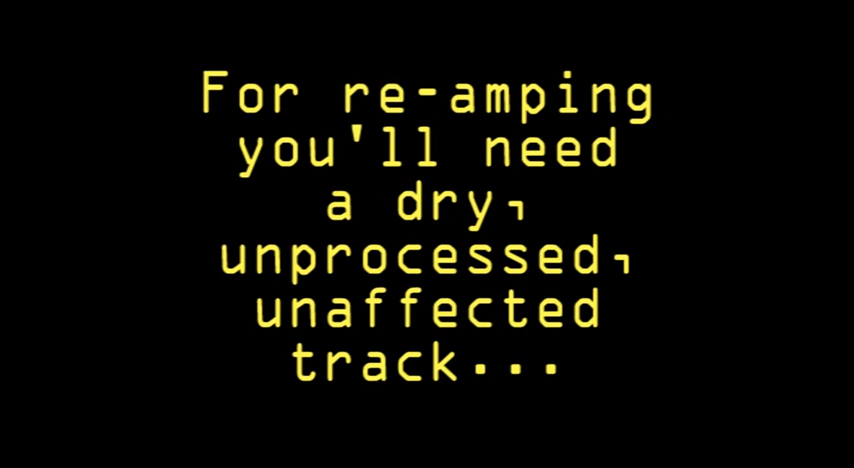 For re-amping
you'll need
a dry,
unprocessed,
unaffected
track...